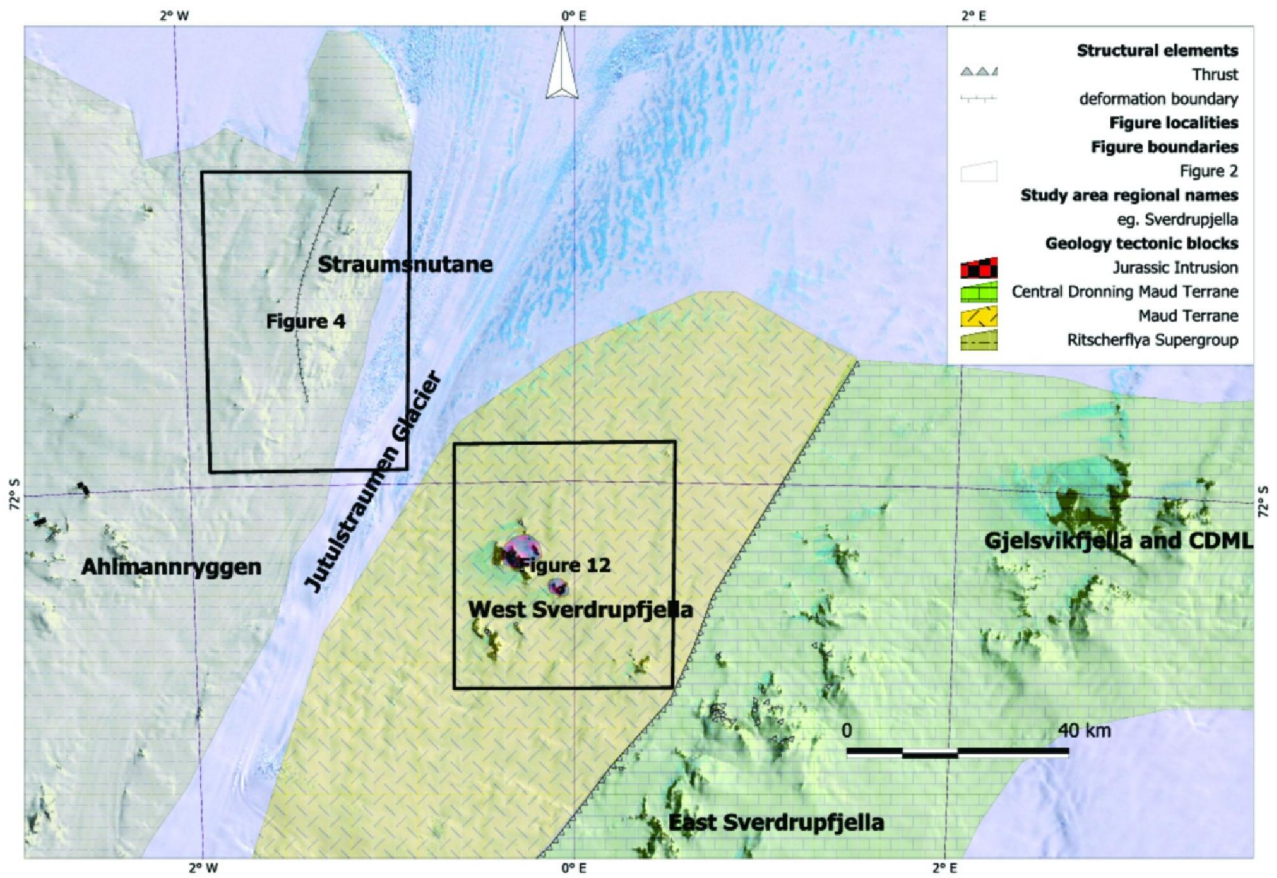 2° W
0° E
2° E
Structural elements
Thrust
deformation boundary
Figure localities
Figure boundaries
Figure 2
Study area regional names
eg. Sverdrupjella
Geology tectonic blocks
Jurassic Intrusion
Central Dronning Maud Terrane
Maud Terrane
Ritscherflya Supergroup
Straumsnutane
Figure 4
Jutulstraumen Glacier
72° S
72° S
Ahlmannryggen
Gjelsvikfjella and CDML
Figure 12
West Sverdrupfjella
0
40 km
East Sverdrupfjella
2° W
0° E
2° E